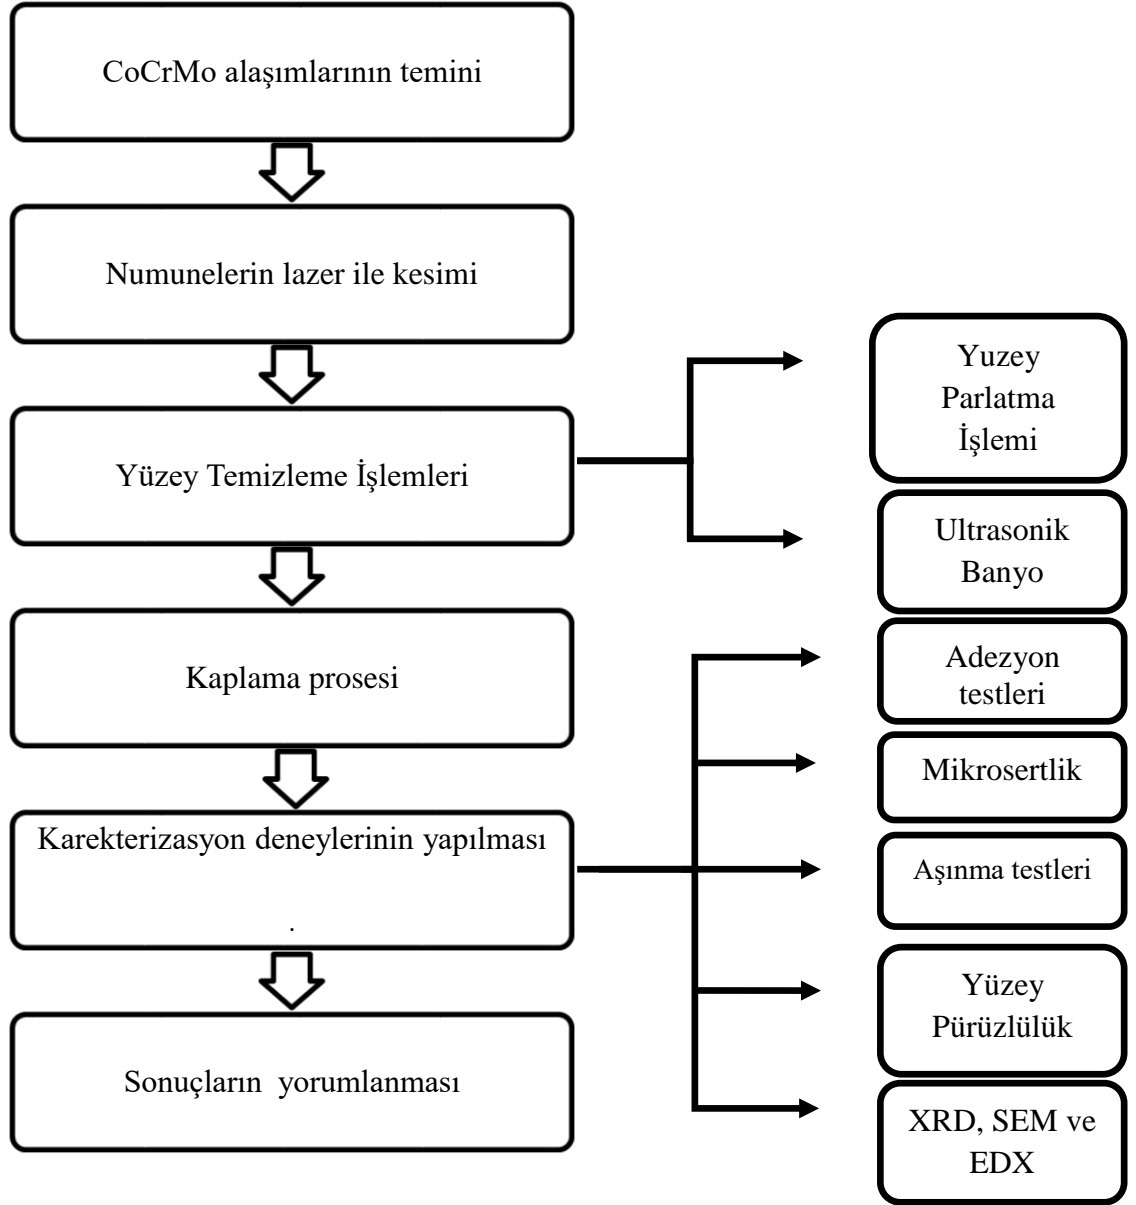 CoCrMo alaşımlarının temini
Numunelerin lazer ile kesimi
Yüzey Temizleme İşlemleri
Kaplama prosesi
Karekterizasyon deneylerinin yapılması
.
Sonuçların yorumlanması
Yuzey
Parlatma
İşlemi
Ultrasonik
Banyo
Adezyon
testleri
Mikrosertlik
Aşınma testleri
Yüzey
Pürüzlülük
XRD, SEM ve
EDX